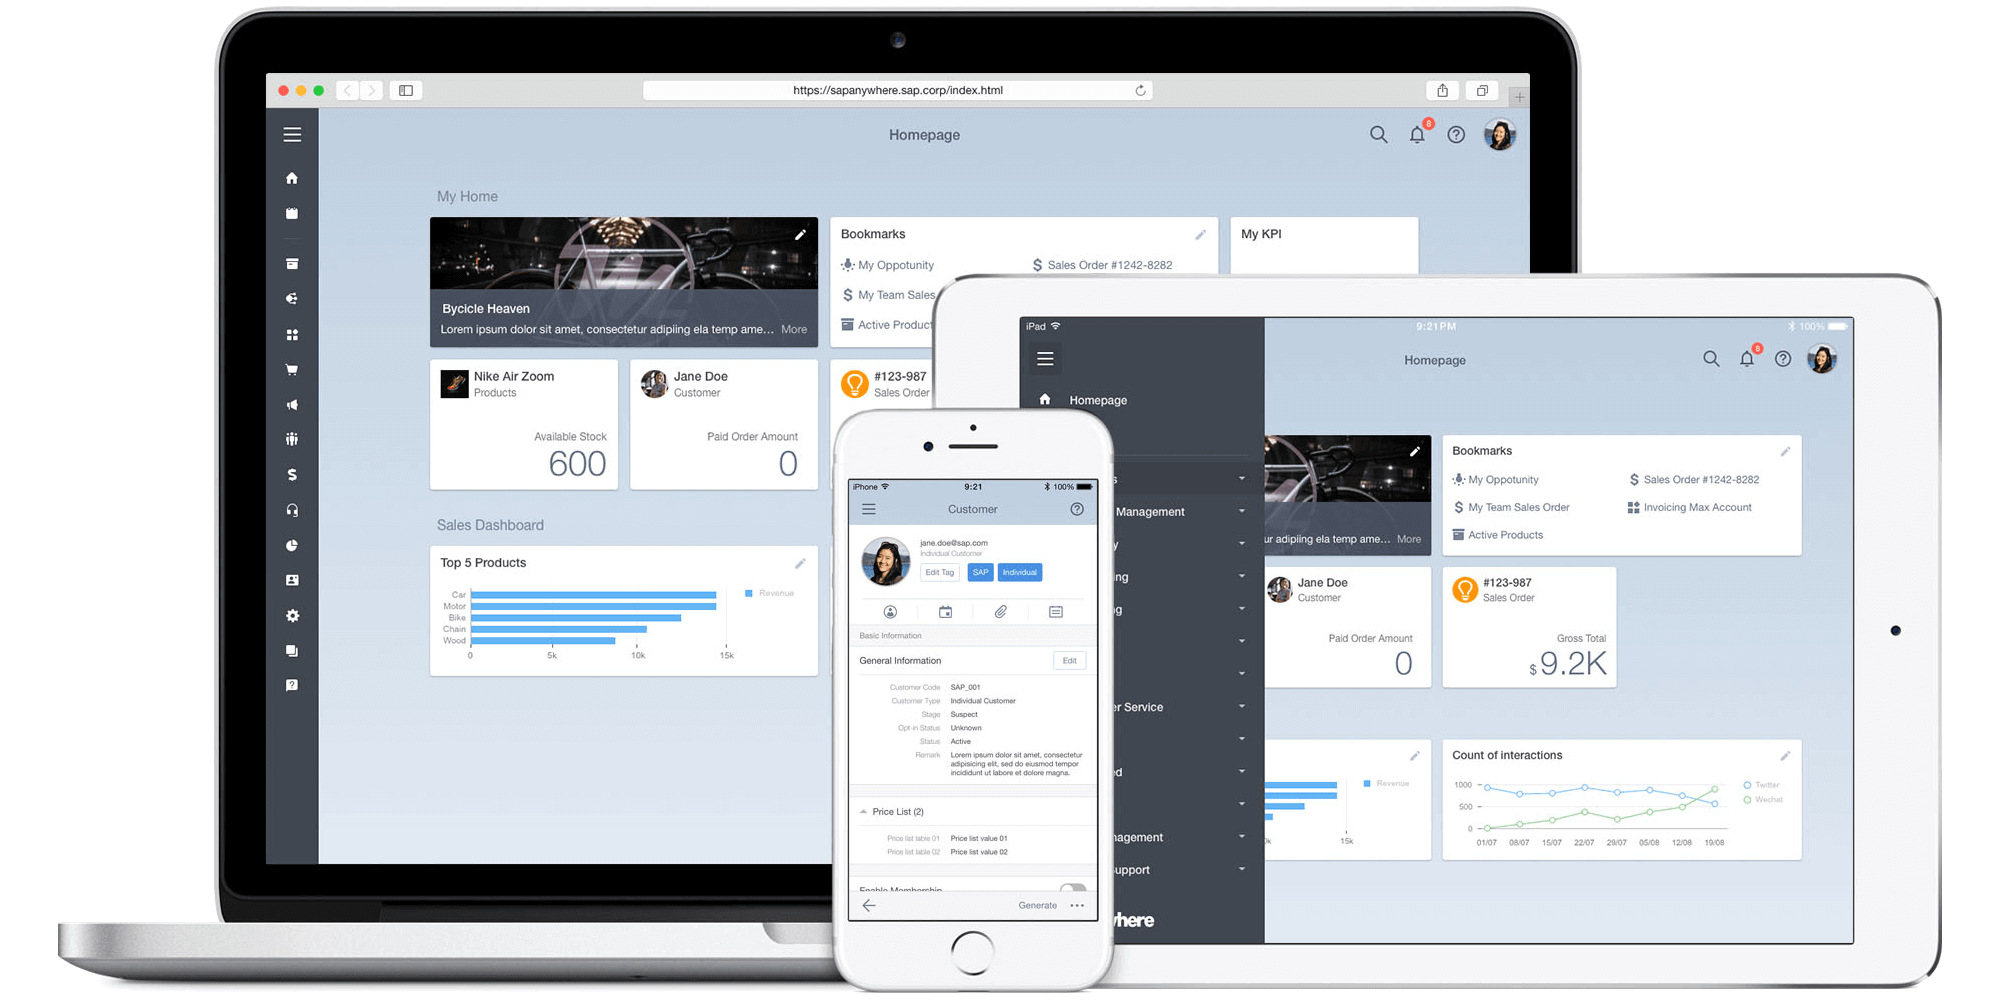 https://sapanywhere.sap.corp/index.html
Homepage
8
My Home
Bycicle Heaven
Lorem ipsum dolor sit amet, consectetur adipiing ela temp ame... More
Bookmarks
My Oppotunity
Sales Order #1242-8282
My Team Sales
Active Product
My KPI
Nike Air Zoom
Products
Available Stock
600
Jane Doe
Customer
Paid Order Amount
0
#123-987
Sales Order
Sales Dashboard
Top 5 Products
Car
Motor
Bike
Chain
Wood
0 5k 10k 15k
Revenue
iPhone 9:21 100%
Customer
jane.doe@sap.com
Individual Customer
Edit Tag SAP Individual
Basic Information
General Information Edit
Customer Code SAP_001
Customer Type Individual Customer
Stage Suspect
Opt-in Status Unknown
Status Active
Remark Lorem ipsum dolor sit amet, consectetur
adipisicing elit, sed do eiusmod tempor
incididunt ut labore et dolore magna.
Price List (2)
Price list lable 01 Price list value 01
Price list lable 02 Price list value 02
Enable Membership
Generate
iPad 9:21PM 100%
Homepage
8
Homepage
s
Management
y
ing
g
er Service
ed
nagement
upport
where
ur adipiing ela temp ame... More
Bookmarks
My Oppotunity
Sales Order #1242-8282
My Team Sales Order
Invoicing Max Account
Active Products
Jane Doe
Customer
Paid Order Amount
0
#123-987
Sales Order
Gross Total
$9.2K
Revenue
0k 15k
Count of interactions
1000
500
0
01/07 08/07 15/07 22/07 29/07 05/08 12/08 19/08
Twitter
Wechat